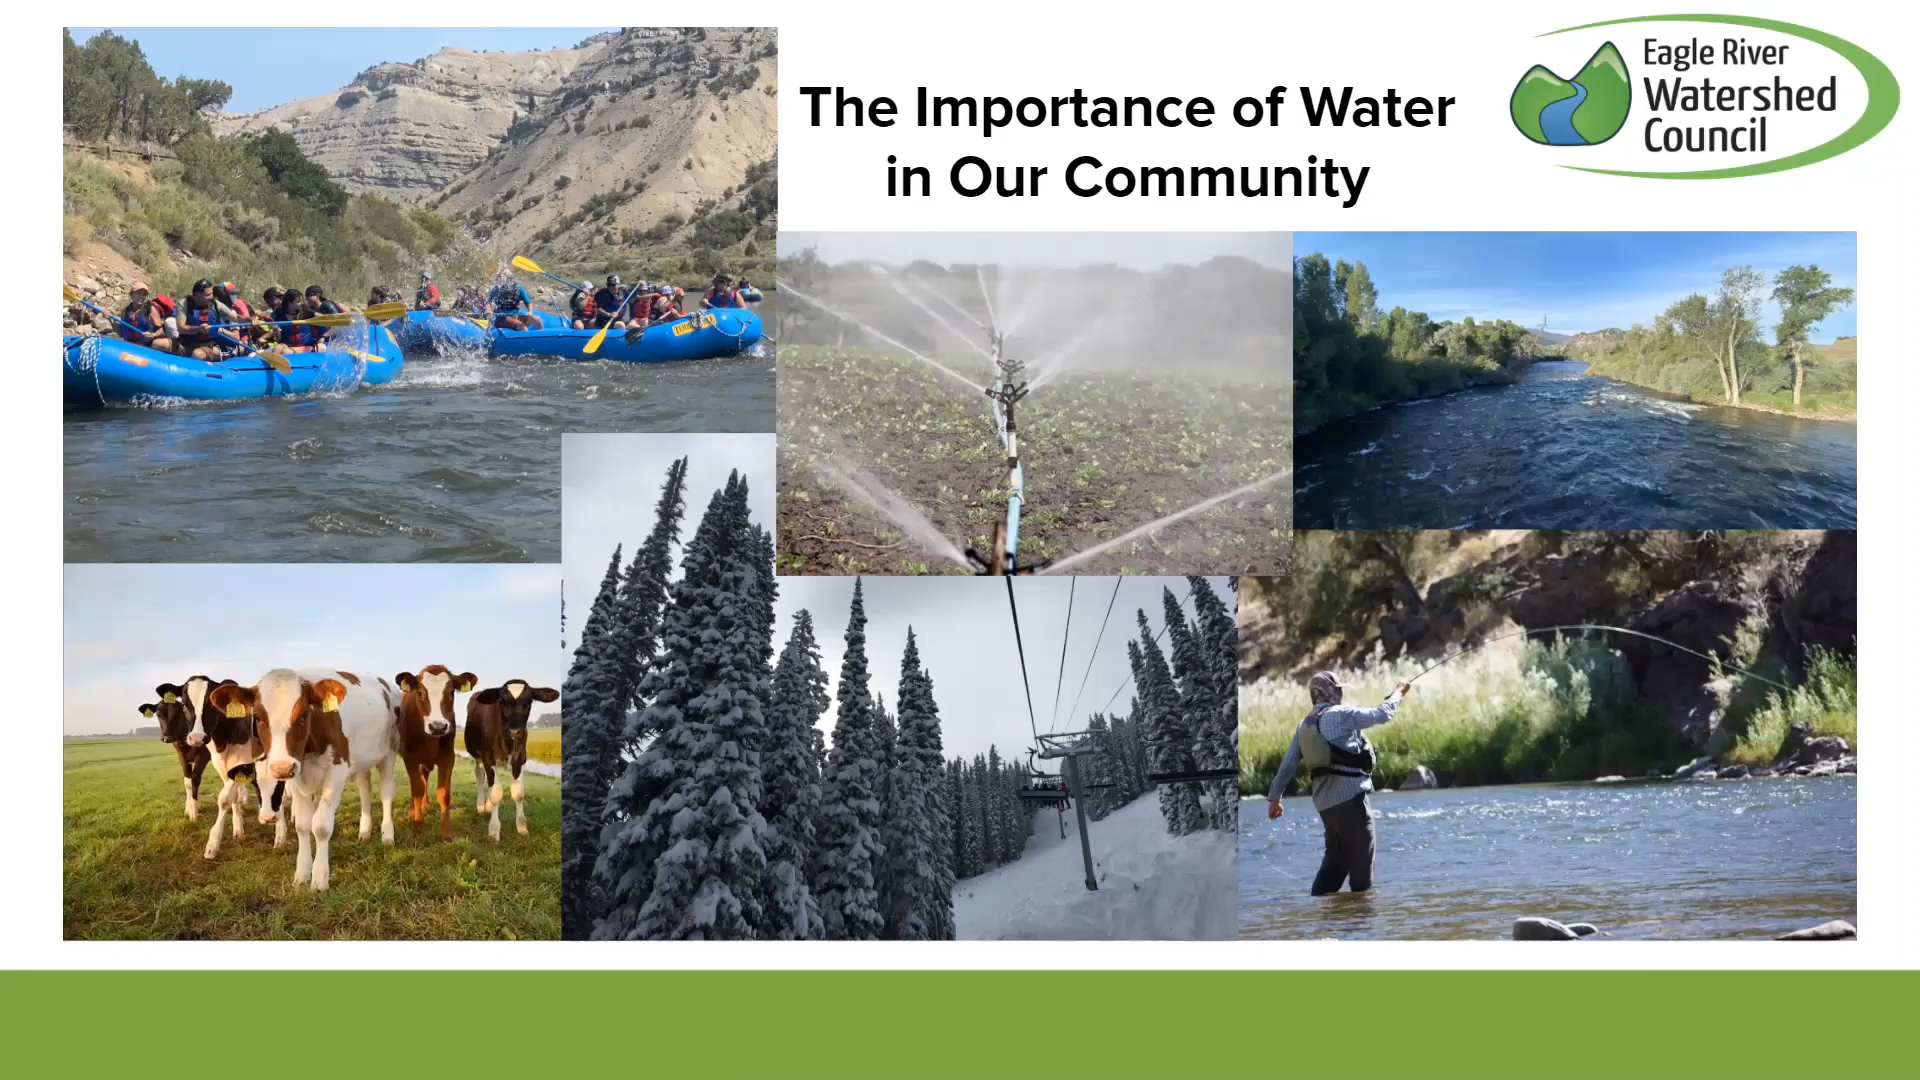 The Importance of Water
in Our Community
Eagle River
Watershed
Council